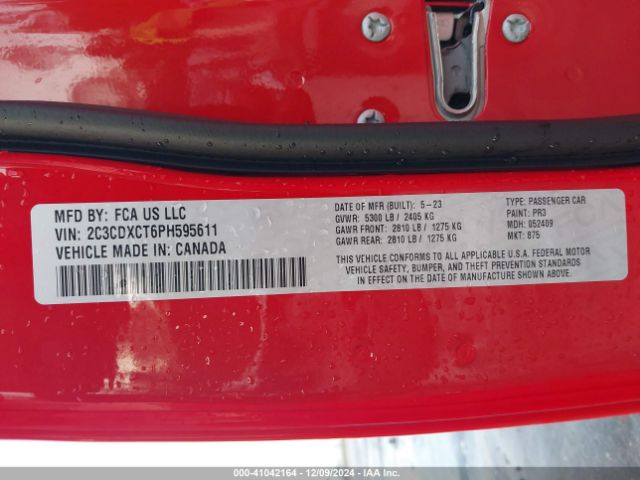 MFD BY: FCA US LLC
VIN: 2C3CDXCT6PH595611
VEHICLE MADE IN: CANADA
DATE OF MFR (BUILT): 5-23
GVWR: 5300 LB / 2405 KG
GAWR FRONT: 2810 LB / 1275 KG
GAWR REAR: 2810 LB / 1275 KG
TYPE: PASSENGER CAR
PAINT: PR3
MDH: 052409
MKT: 875
THIS VEHICLE CONFORMS TO ALL APPLICABLE U.S.A. FEDERAL MOTOR
VEHICLE SAFETY, BUMPER, AND THEFT PREVENTION STANDARDS
IN EFFECT ON THE DATE OF MANUFACTURE SHOWN ABOVE.
000-41042164 - 12/09/2024 - IAAI.COM